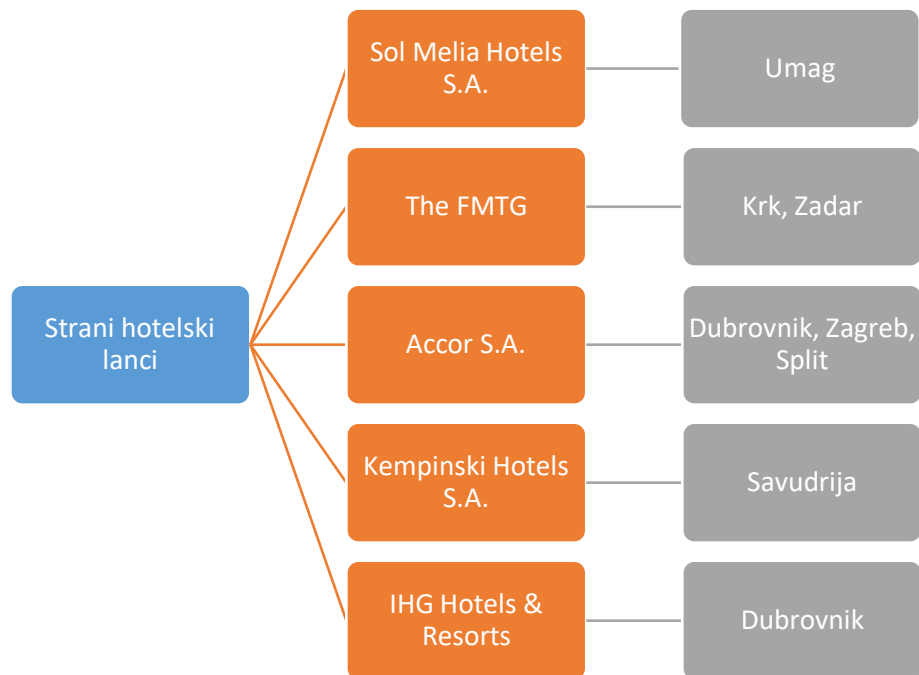 Sol Melia Hotels
S.A.
Umag
The FMTG
Krk, Zadar
Strani hotelski
lanci
Accor S.A.
Dubrovnik, Zagreb,
Split
Kempinski Hotels
S.A.
Savudrija
IHG Hotels &
Resorts
Dubrovnik